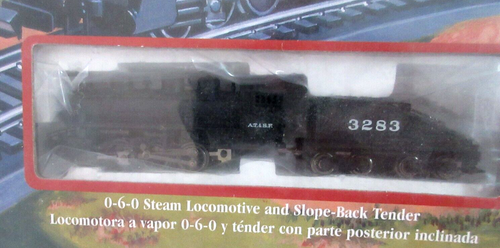 A.T.&S.F.
3283
0-6-0 Steam Locomotive and Slope-Back Tender
Locomotora a vapor 0-6-0 y ténder con parte posterior inclinada